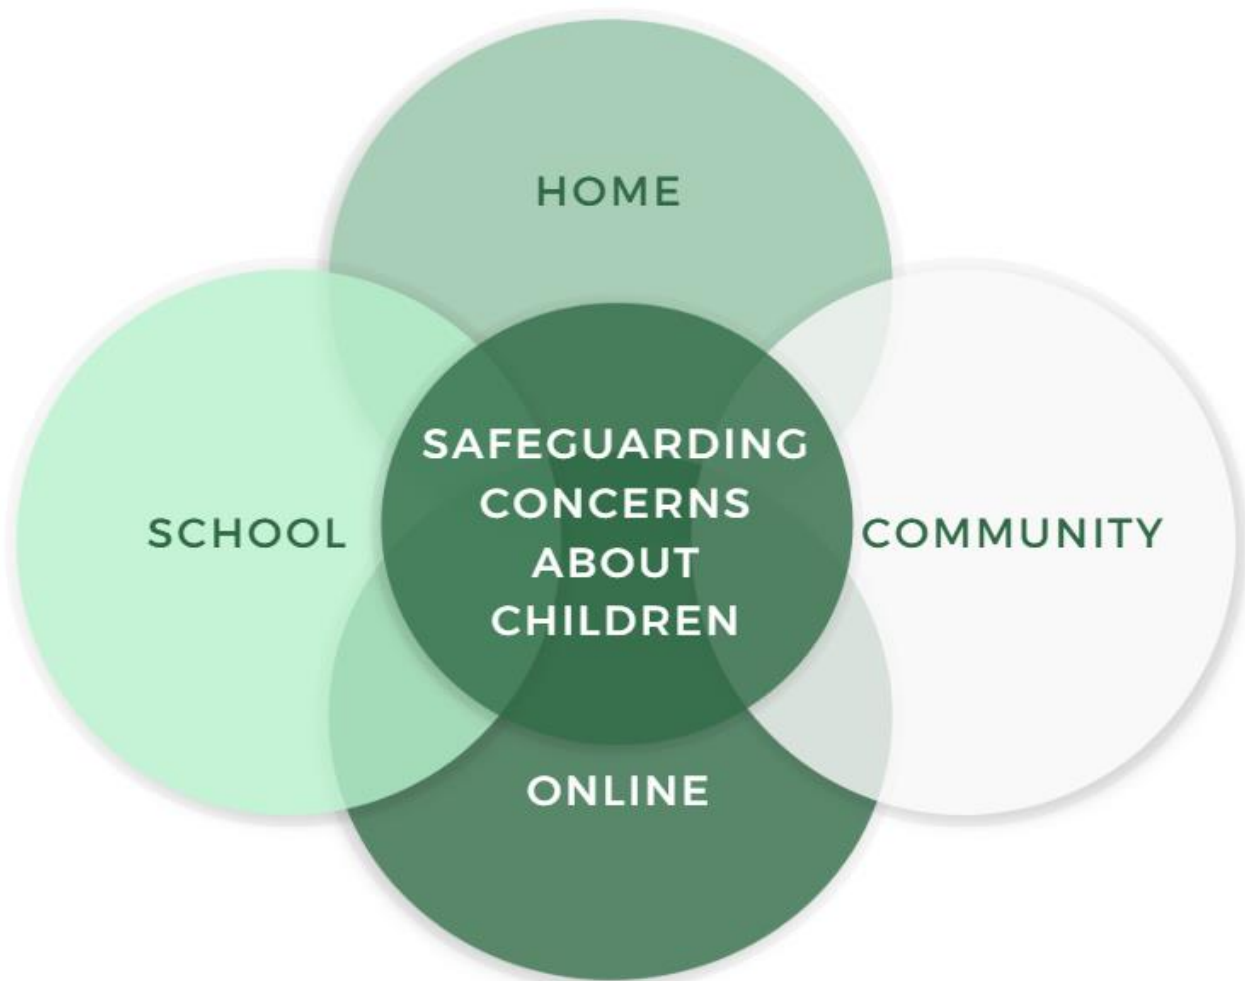 HOME
SCHOOL
SAFEGUARDING
CONCERNS
ABOUT
CHILDREN
COMMUNITY
ONLINE